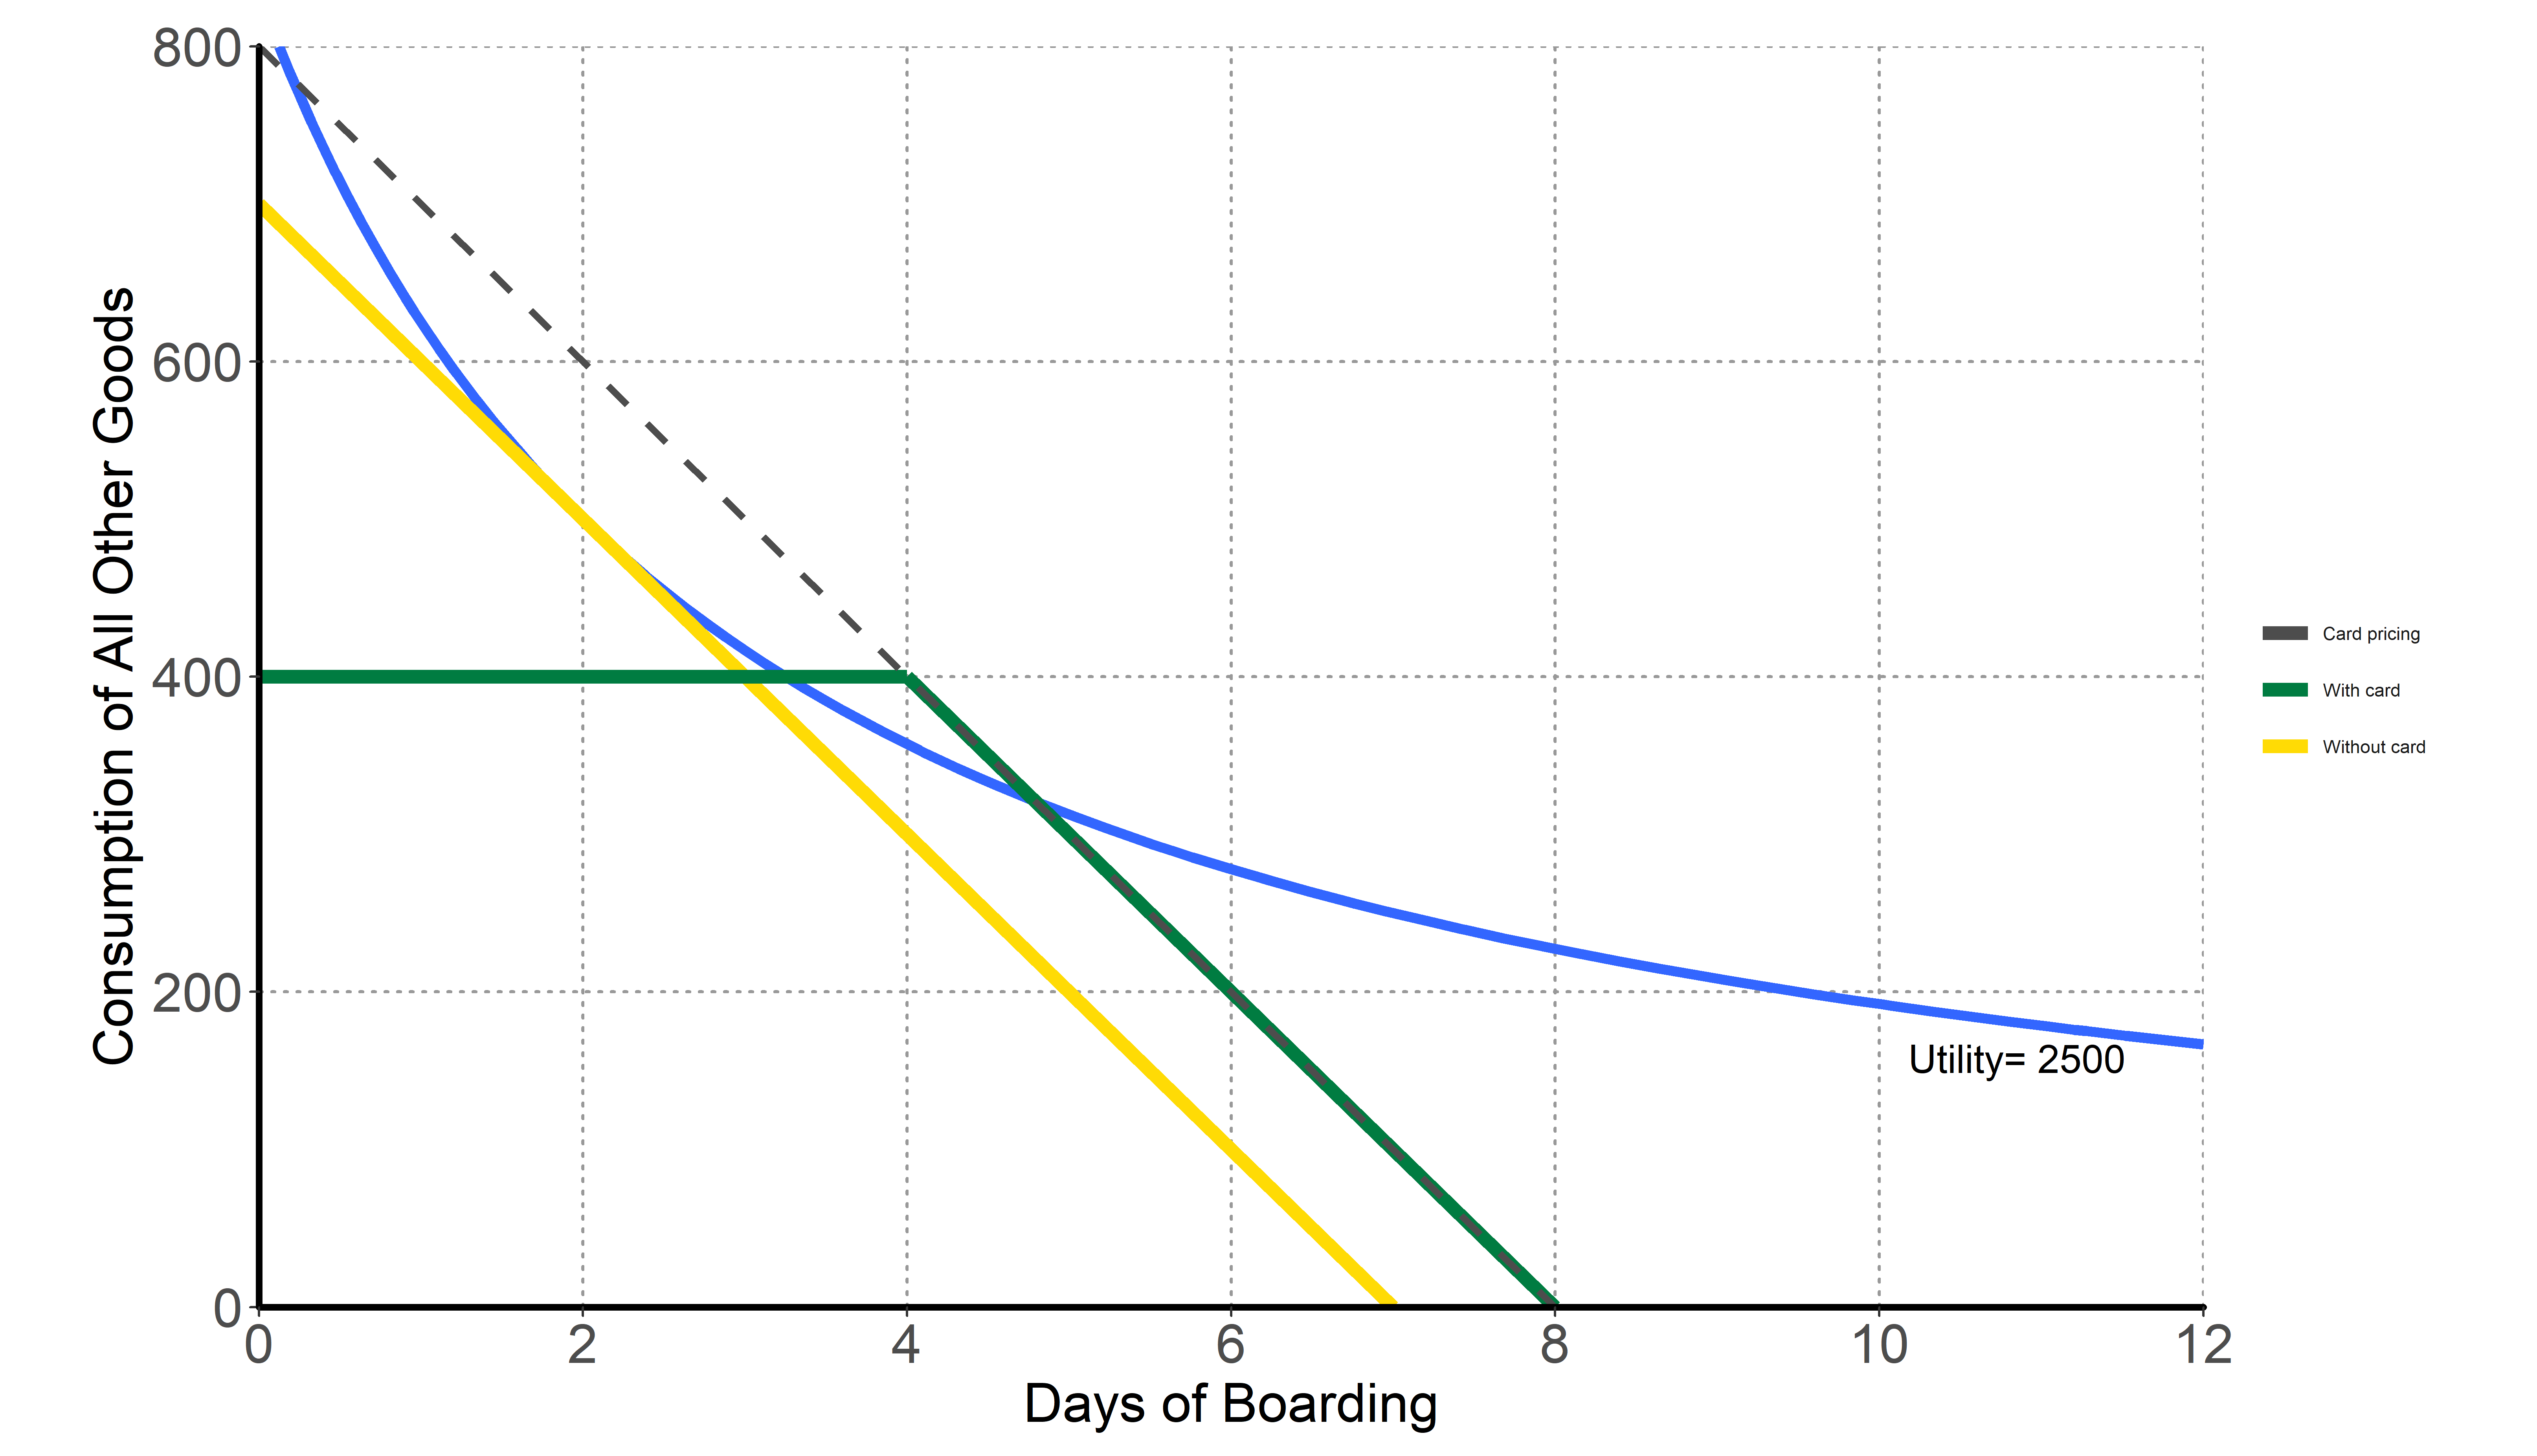 Consumption of All Other Goods
800
600
400
200
0
0 2 4 6 8 10 12
Days of Boarding
Utility= 2500
Card pricing
With card
Without card